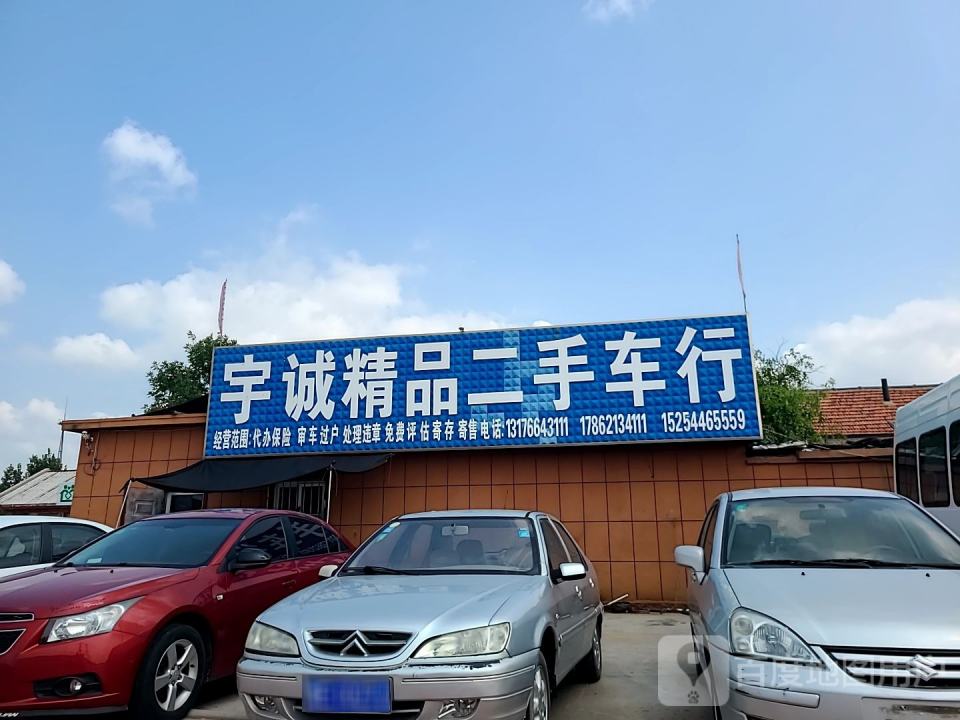 宇诚精品二手车行
经营范围:代办保险 审车过户 处理违章 免费评估 寄存 寄售 电话:13176643111 17862134111 15254465559
百度地图用户